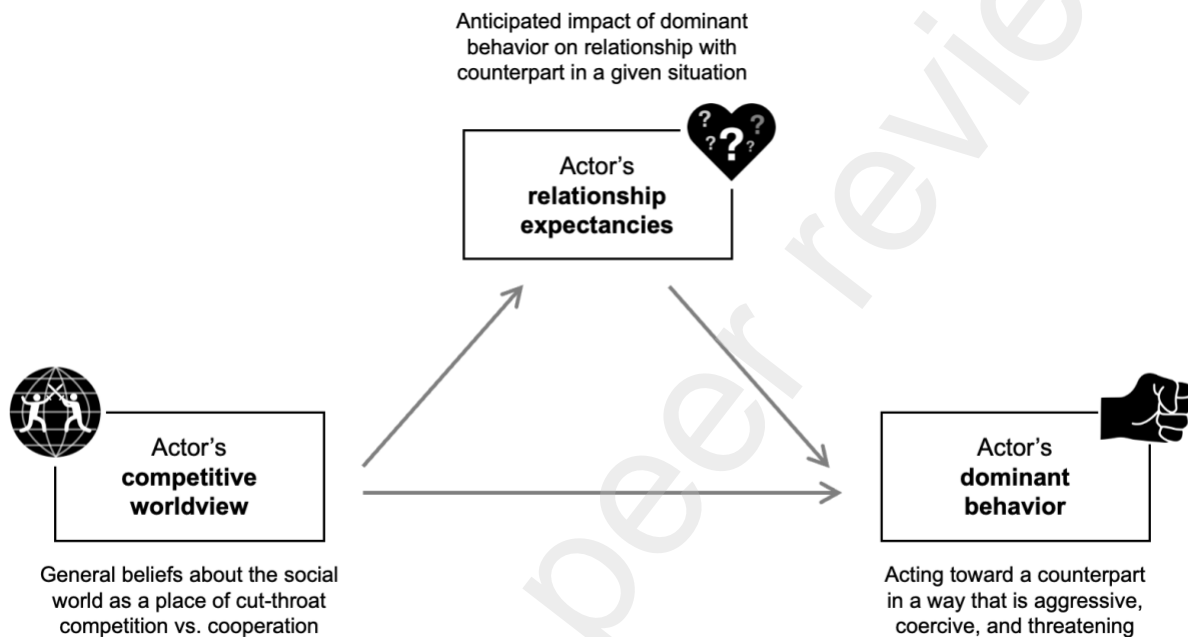 Anticipated impact of dominant
behavior on relationship with
counterpart in a given situation
? ? ? ? ?
Actor's
relationship
expectancies
Actor's
competitive
worldview
General beliefs about the social
world as a place of cut-throat
competition vs. cooperation
Actor's
dominant
behavior
Acting toward a counterpart
in a way that is aggressive,
coercive, and threatening
peer revie